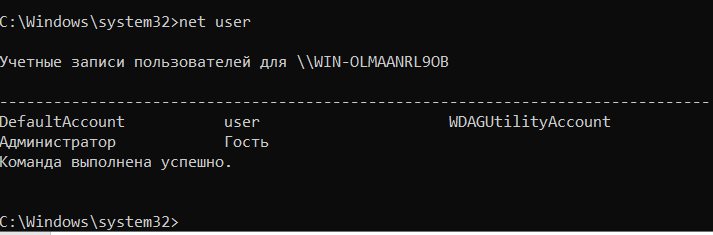 C:\Windows\system32>net user
Учетные записи пользователей для \\WIN-OLMAANRL9OB
-------------------------------------------------------------------------------
DefaultAccount           user                     WDAGUtilityAccount
Администратор            Гость
Команда выполнена успешно.
C:\Windows\system32>